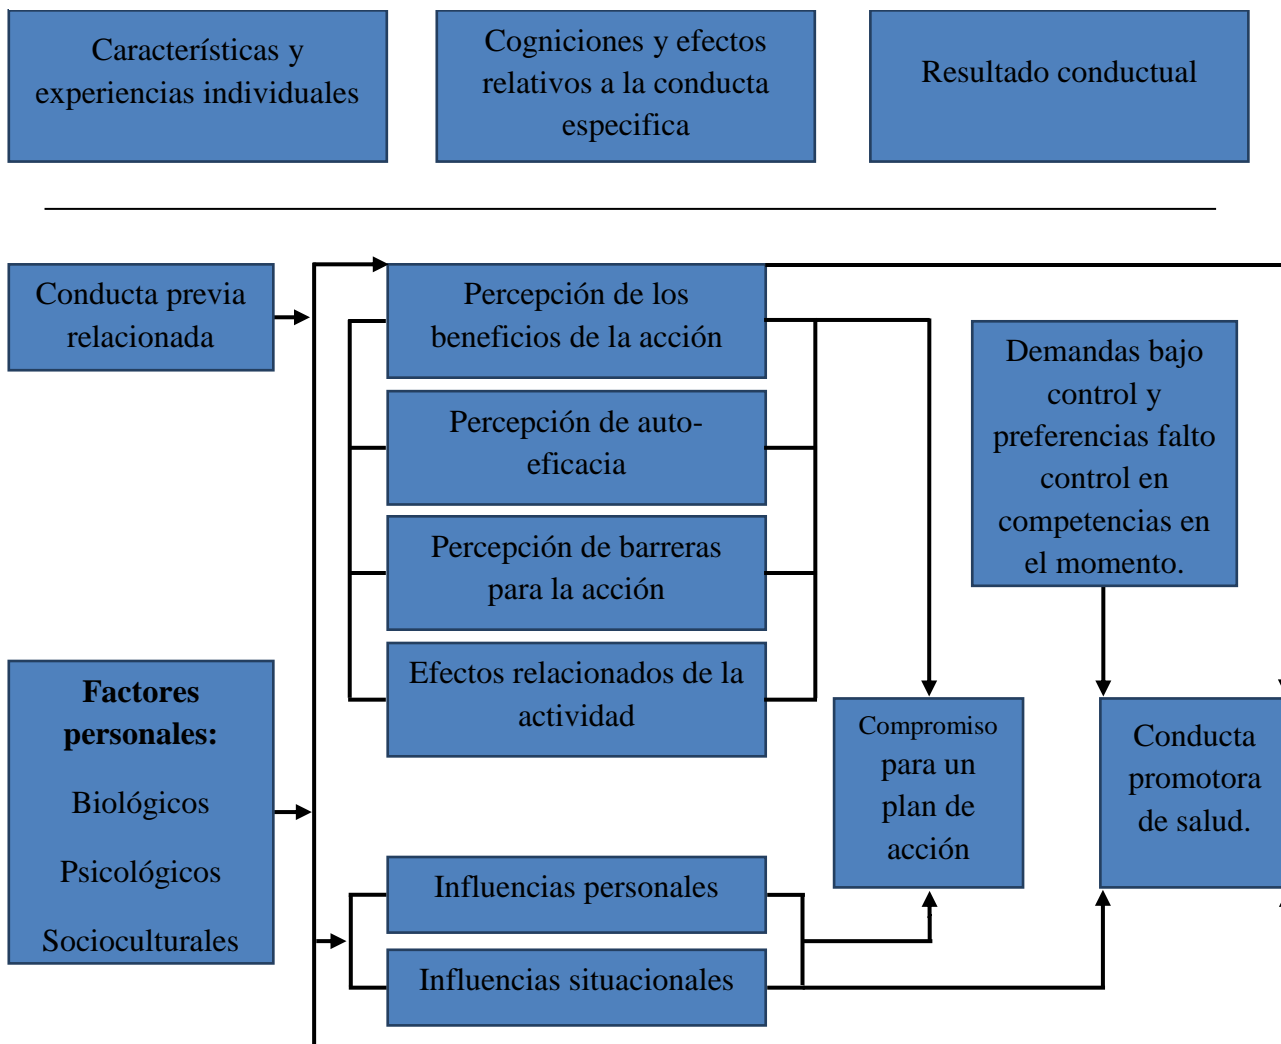 Características y
experiencias individuales
Cogniciones y efectos
relativos a la conducta
especifica
Resultado conductual
Conducta previa
relacionada
Percepción de los
beneficios de la acción
Percepción de auto-
eficacia
Percepción de barreras
para la acción
Efectos relacionados de la
actividad
Demandas bajo
control y
preferencias falto
control en
competencias en
el momento.
Factores
personales:
Biológicos
Psicológicos
Socioculturales
Compromiso
para un
plan de
acción
Conducta
promotora
de salud.
Influencias personales
Influencias situacionales